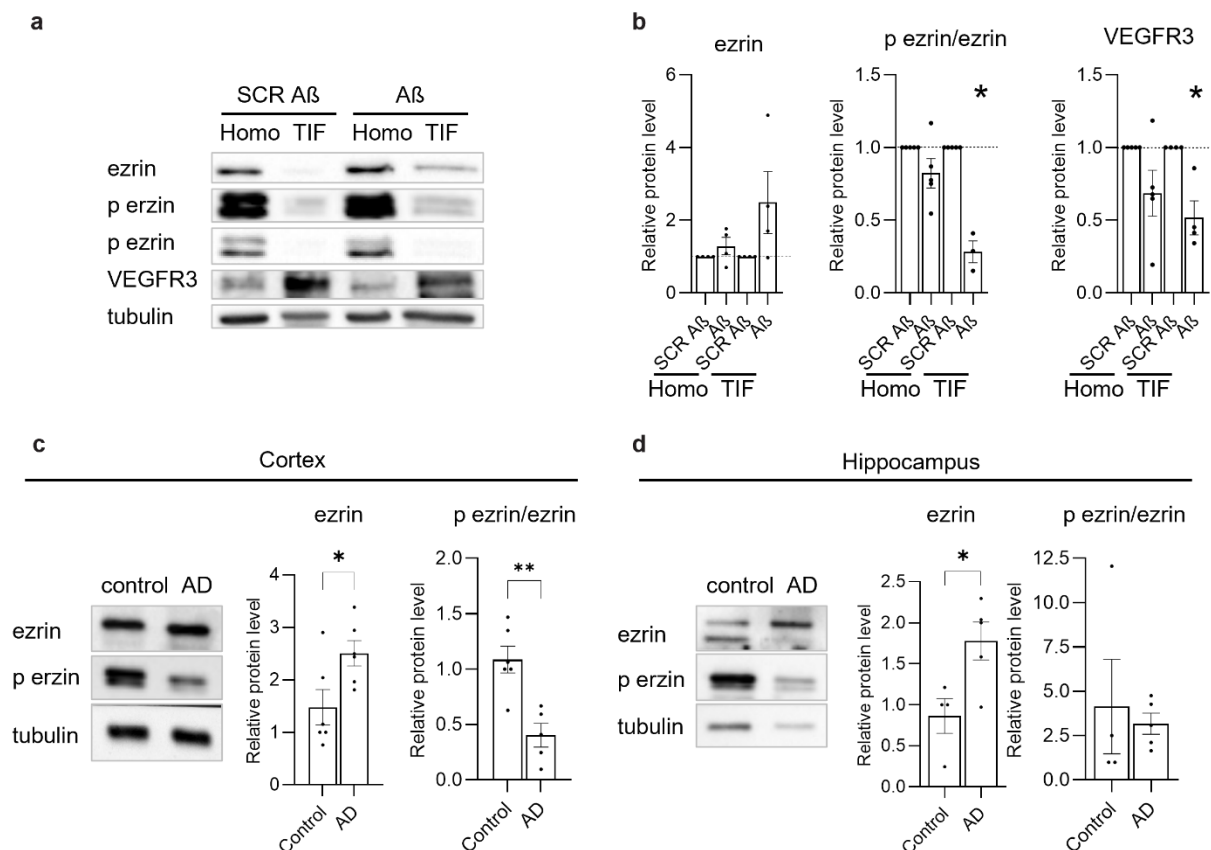 a
SCR Aß Aß
Homo TIF Homo TIF
ezrin
p erzin
p ezrin
VEGFR3
tubulin
b
ezrin
Relative protein level
6
4
2
0
SCR Aß
Aß
SCR Aß
Aß
Homo TIF
p ezrin/ezrin
Relative protein level
1.5
1.0
0.5
0.0
*
SCR Aß
Aß
SCR Aß
Aß
Homo TIF
VEGFR3
Relative protein level
1.5
1.0
0.5
0.0
*
SCR Aß
Aß
SCR Aß
Aß
Homo TIF
c
Cortex
control AD
ezrin
p erzin
tubulin
ezrin
Relative protein level
4
3
2
1
0
*
Control
AD
p ezrin/ezrin
Relative protein level
2.0
1.5
1.0
0.5
0.0
**
Control
AD
d
Hippocampus
control AD
ezrin
p erzin
tubulin
ezrin
Relative protein level
2.5
2.0
1.5
1.0
0.5
0.0
*
Control
AD
p ezrin/ezrin
Relative protein level
12.5
10.0
7.5
5.0
2.5
0.0
Control
AD